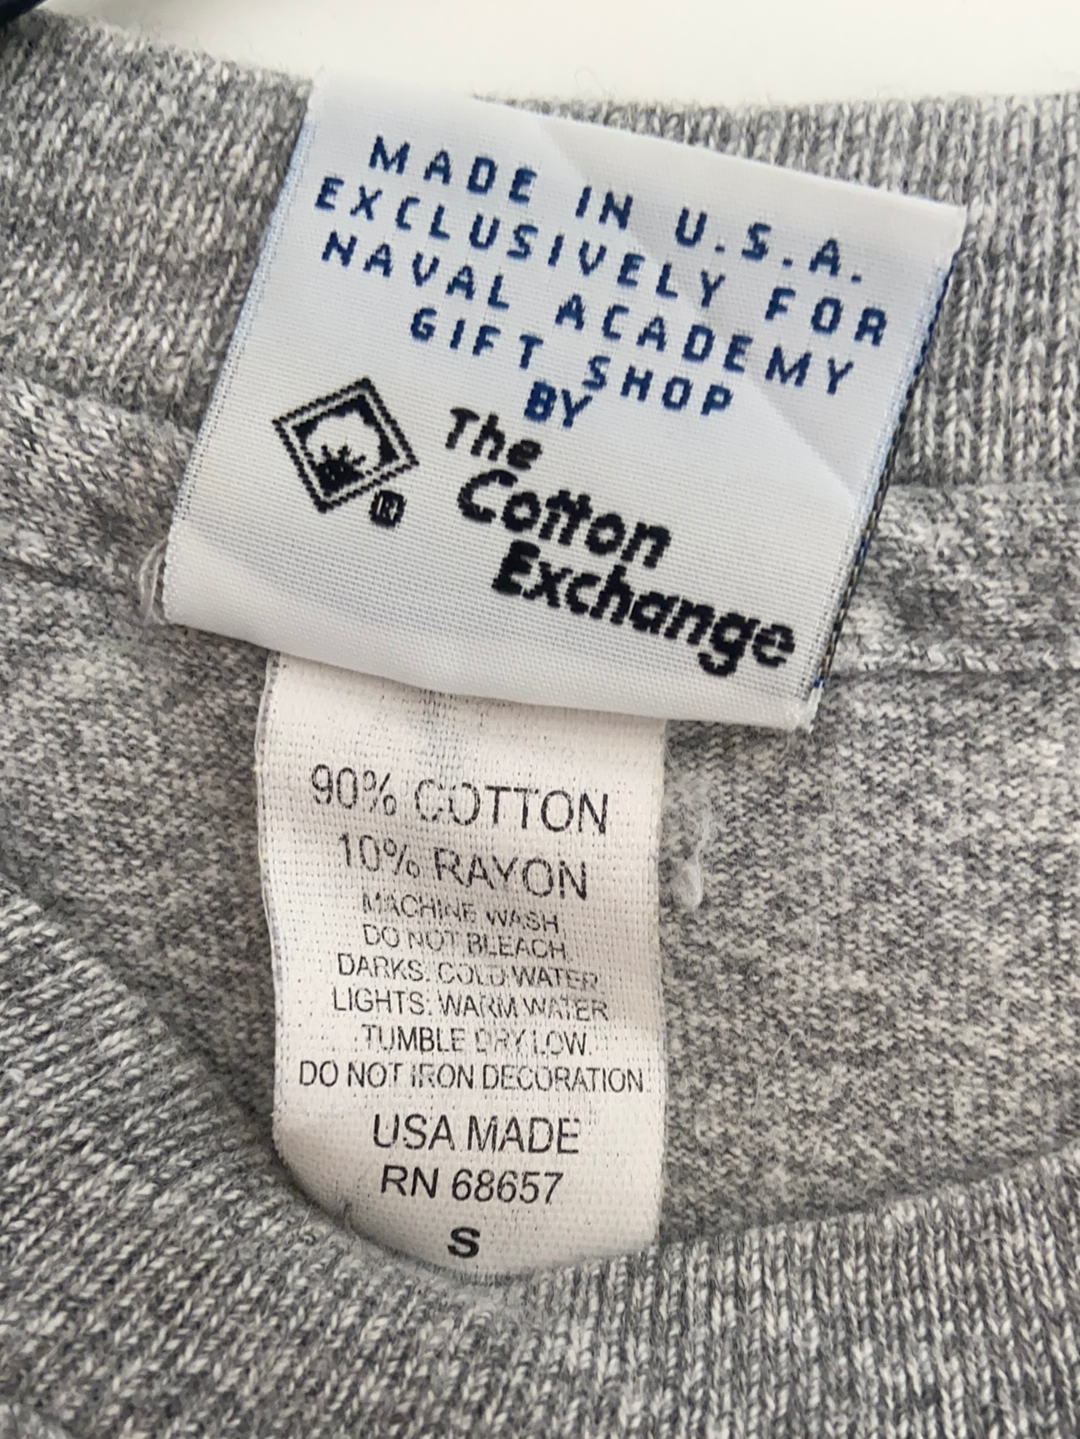 MADE IN U.S.A.
EXCLUSIVELY FOR
NAVAL ACADEMY
GIFT SHOP
BY
The
Cotton
Exchange
®
90% COTTON
10% RAYON
MACHINE WASH
DO NOT BLEACH
DARKS: COLD WATER
LIGHTS: WARM WATER
TUMBLE DRY LOW
DO NOT IRON DECORATION
USA MADE
RN 68657
S